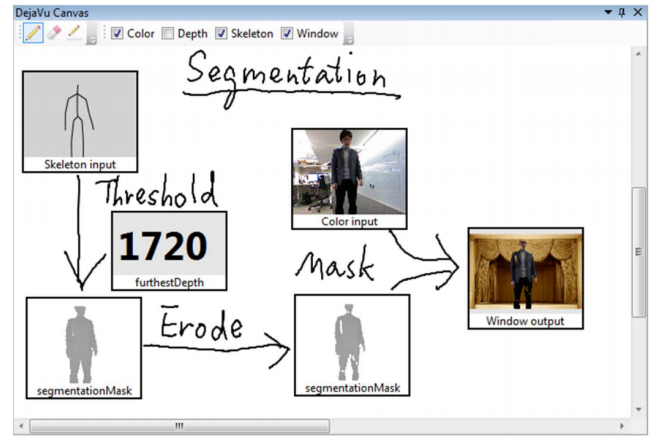 DejaVu Canvas
Color Depth Skeleton Window
Segmentation
Skeleton input
Threshold
1720
furthestDepth
Color input
Mask
Window output
Erode
segmentationMask
segmentationMask